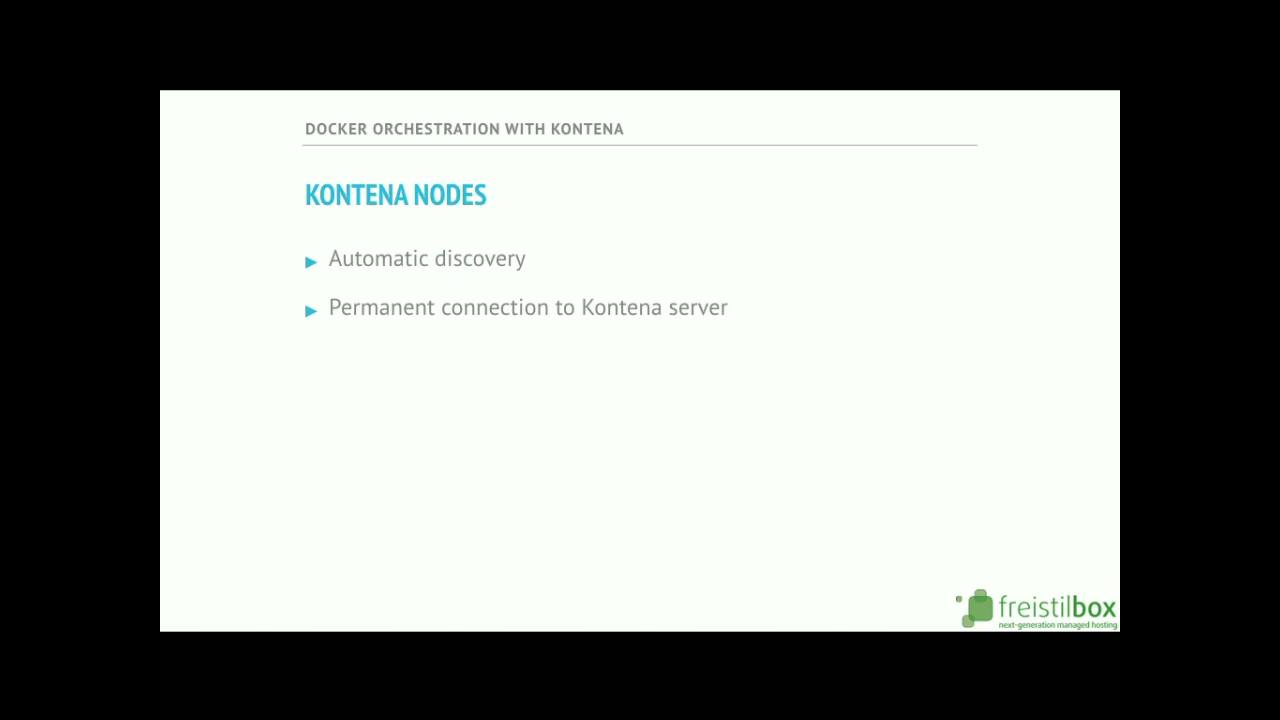 DOCKER ORCHESTRATION WITH KONTENA
KONTENA NODES
Automatic discovery
Permanent connection to Kontena server
freistilbox
next-generation managed hosting